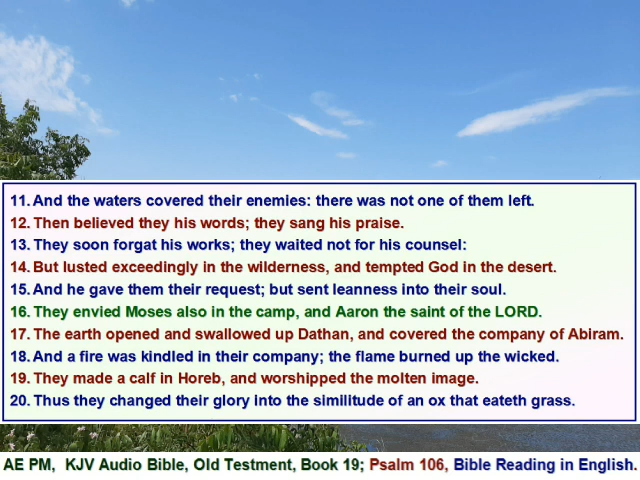 11. And the waters covered their enemies: there was not one of them left.
12. Then believed they his words; they sang his praise.
13. They soon forgat his works; they waited not for his counsel:
14. But lusted exceedingly in the wilderness, and tempted God in the desert.
15. And he gave them their request; but sent leanness into their soul.
16. They envied Moses also in the camp, and Aaron the saint of the LORD.
17. The earth opened and swallowed up Dathan, and covered the company of Abiram.
18. And a fire was kindled in their company; the flame burned up the wicked.
19. They made a calf in Horeb, and worshipped the molten image.
20. Thus they changed their glory into the similitude of an ox that eateth grass.
AE PM, KJV Audio Bible, Old Testment, Book 19; Psalm 106, Bible Reading in English.